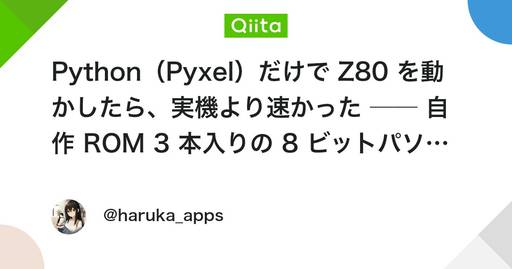 Qiita
Python（Pyxel）だけで Z80 を動
かしたら、実機より速かった ── 自
作 ROM 3 本入りの 8 ビットパソ…
@haruka_apps